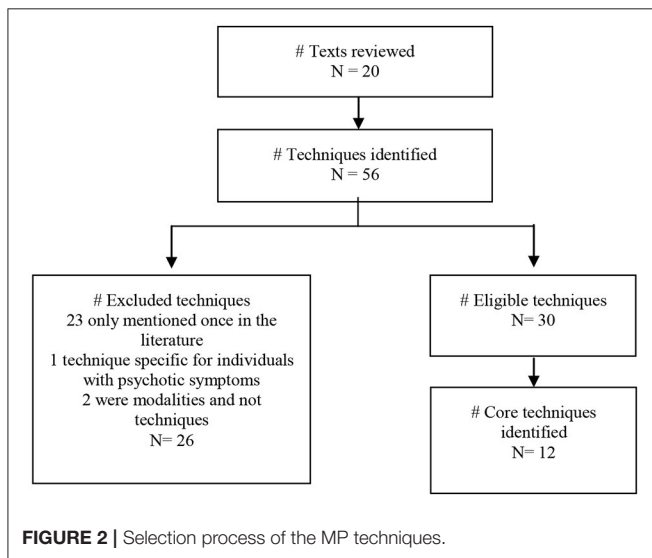 # Texts reviewed
N = 20
# Techniques identified
N = 56
# Excluded techniques
23 only mentioned once in the
literature
1 technique specific for individuals
with psychotic symptoms
2 were modalities and not
techniques
N= 26
# Eligible techniques
N= 30
# Core techniques
identified
N= 12
FIGURE 2 | Selection process of the MP techniques.